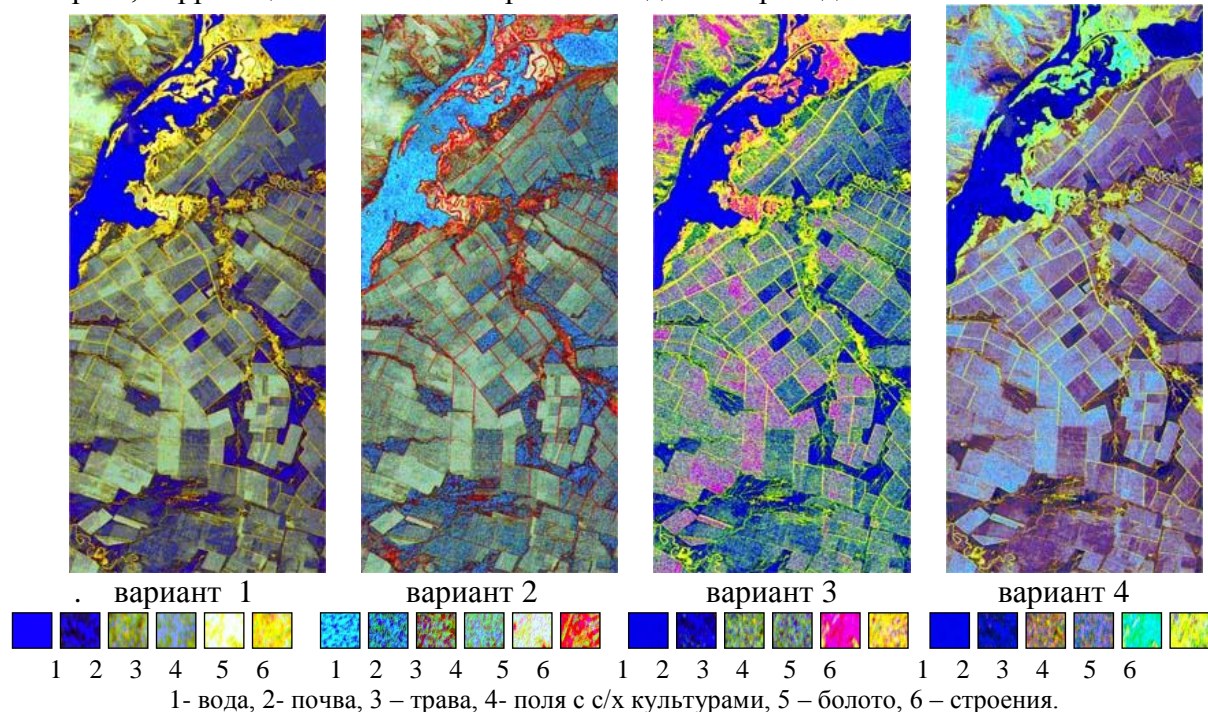 . вариант 1 вариант 2 вариант 3 вариант 4
1 2 3 4 5 6 1 2 3 4 5 6 1 2 3 4 5 6 1 2 3 4 5 6
1- вода, 2- почва, 3 – трава, 4- поля с с/х культурами, 5 – болото, 6 – строения.